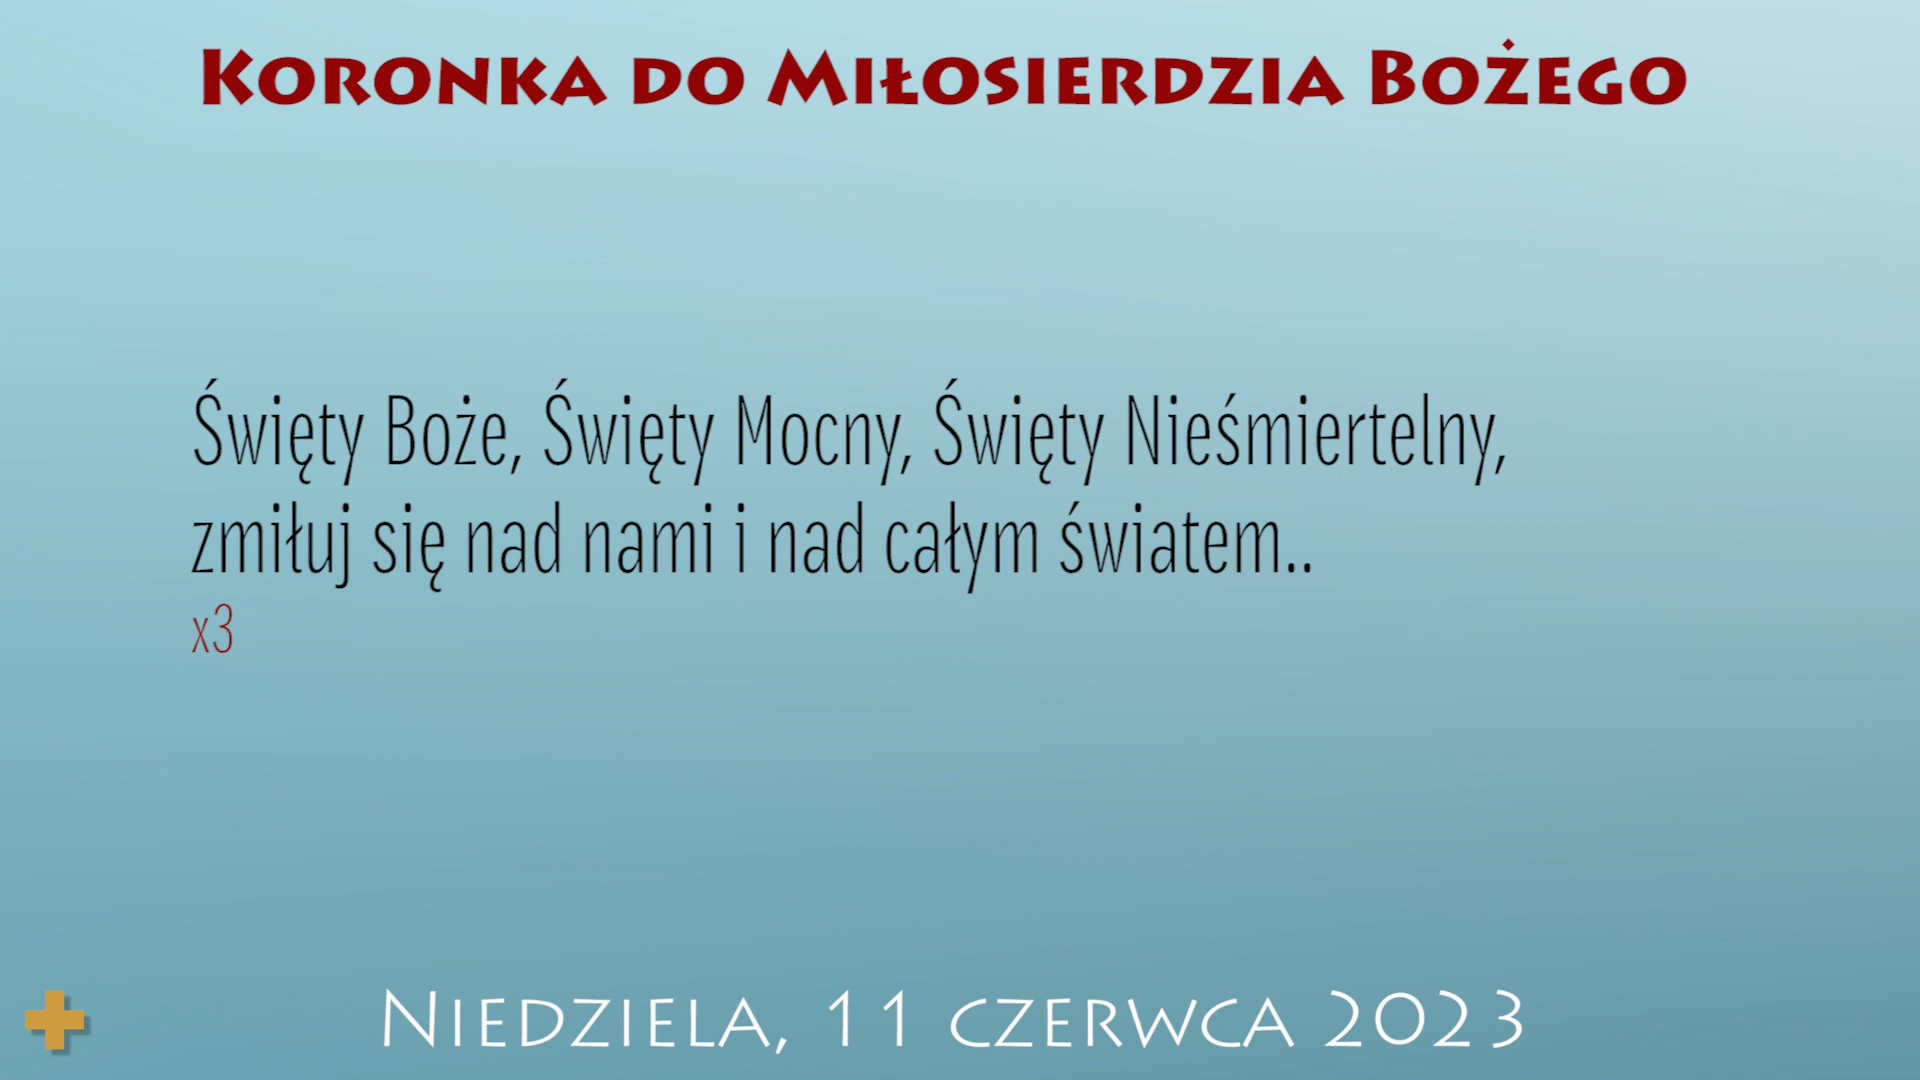 Koronka do Miłosierdzia Bożego
Święty Boże, Święty Mocny, Święty Nieśmiertelny,
zmiłuj się nad nami i nad całym światem..
x3
Niedziela, 11 czerwca 2023